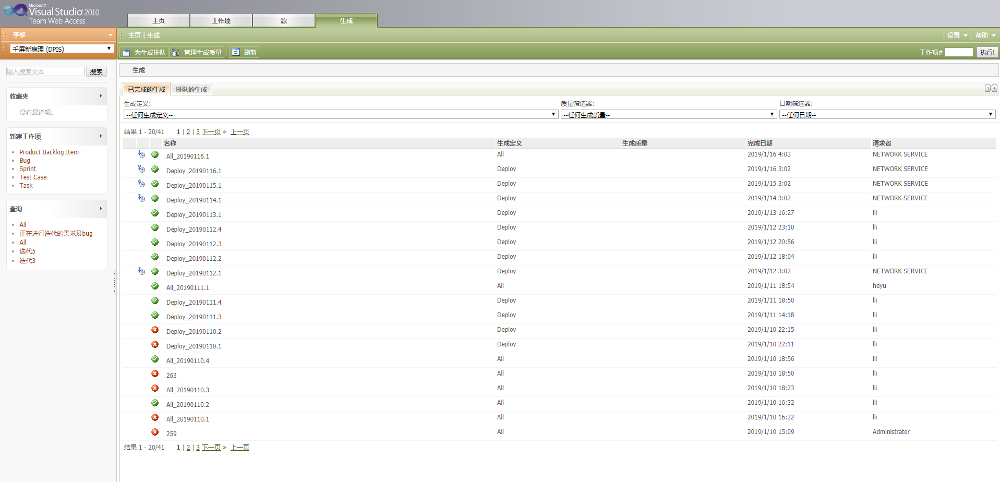 Microsoft®
Visual Studio® 2010
Team Web Access
主页 工作项 源 生成
李黎
主页 | 生成
设置 帮助
千屏新病理 (DPIS)
为生成排队 管理生成质量 刷新
工作项# 执行!
输入搜索文本 搜索
收藏夹
没有最近项。
新建工作项
Product Backlog Item
Bug
Sprint
Test Case
Task
查询
All
正在进行迭代的需求及bug
All
迭代5
迭代3
生成
已完成的生成 排队的生成
生成定义: 质量筛选器: 日期筛选器:
--任何生成定义-- --任何生成质量-- --任何日期--
结果 1 - 20/41 1 | 2 | 3 下一页 » 上一页
名称 生成定义 生成质量 完成日期 请求者
All_20190116.1 All 2019/1/16 4:03 NETWORK SERVICE
Deploy_20190116.1 Deploy 2019/1/16 3:02 NETWORK SERVICE
Deploy_20190115.1 Deploy 2019/1/15 3:02 NETWORK SERVICE
Deploy_20190114.1 Deploy 2019/1/14 3:02 NETWORK SERVICE
Deploy_20190113.1 Deploy 2019/1/13 16:27 lli
Deploy_20190112.4 Deploy 2019/1/12 23:10 lli
Deploy_20190112.3 Deploy 2019/1/12 20:56 lli
Deploy_20190112.2 Deploy 2019/1/12 18:04 lli
Deploy_20190112.1 Deploy 2019/1/12 3:02 NETWORK SERVICE
All_20190111.1 All 2019/1/11 18:54 heyu
Deploy_20190111.4 Deploy 2019/1/11 18:50 lli
Deploy_20190111.3 Deploy 2019/1/11 14:18 lli
Deploy_20190110.2 Deploy 2019/1/10 22:15 lli
Deploy_20190110.1 Deploy 2019/1/10 22:11 lli
All_20190110.4 All 2019/1/10 18:56 lli
263 All 2019/1/10 18:50 lli
All_20190110.3 All 2019/1/10 18:23 lli
All_20190110.2 All 2019/1/10 16:32 lli
All_20190110.1 All 2019/1/10 16:22 lli
259 All 2019/1/10 15:09 Administrator
结果 1 - 20/41 1 | 2 | 3 下一页 » 上一页